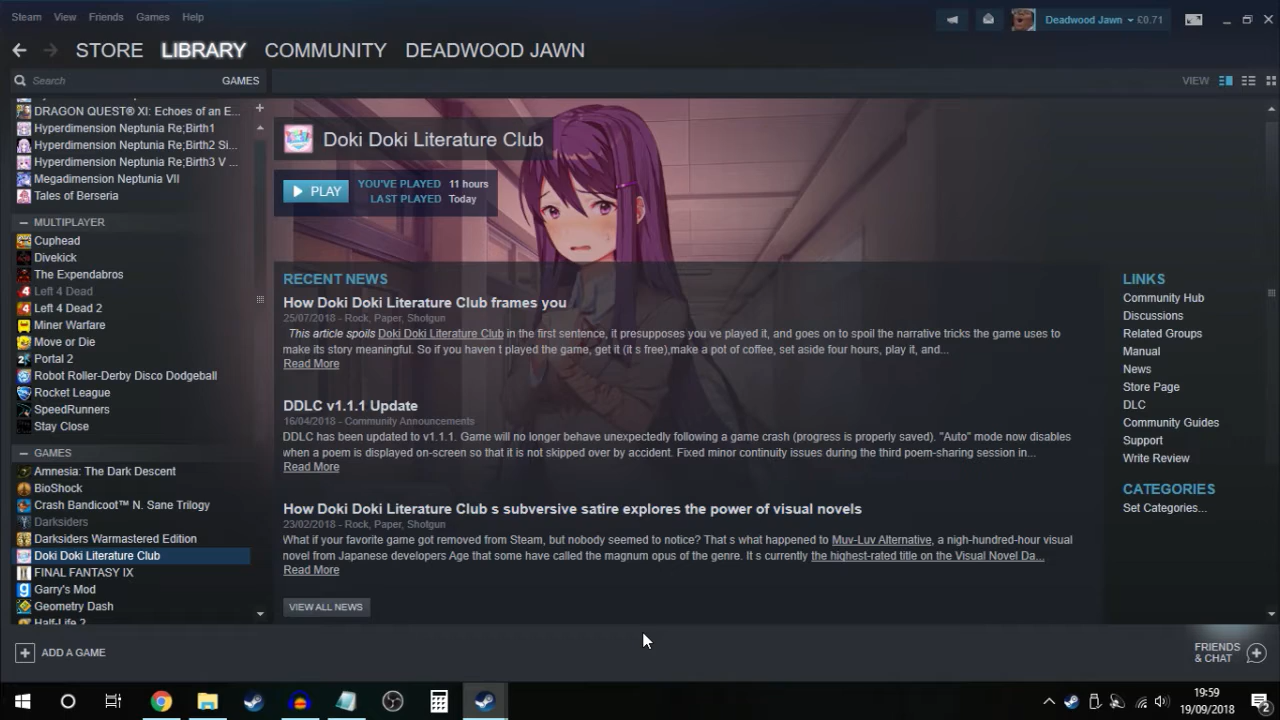 Steam View Friends Games Help
Deadwood Jawn £0.71
STORE LIBRARY COMMUNITY DEADWOOD JAWN
Search GAMES
VIEW
DRAGON QUEST® XI: Echoes of an E...
Hyperdimension Neptunia Re;Birth1
Hyperdimension Neptunia Re;Birth2 Si...
Hyperdimension Neptunia Re;Birth3 V ...
Megadimension Neptunia VII
Tales of Berseria
MULTIPLAYER
Cuphead
Divekick
The Expendabros
Left 4 Dead
Left 4 Dead 2
Miner Warfare
Move or Die
Portal 2
Robot Roller-Derby Disco Dodgeball
Rocket League
SpeedRunners
Stay Close
GAMES
Amnesia: The Dark Descent
BioShock
Crash Bandicoot™ N. Sane Trilogy
Darksiders
Darksiders Warmastered Edition
Doki Doki Literature Club
FINAL FANTASY IX
Garry's Mod
Geometry Dash
Half-Life 2
Doki Doki Literature Club
PLAY
YOU'VE PLAYED 11 hours
LAST PLAYED Today
RECENT NEWS
How Doki Doki Literature Club frames you
25/07/2018 - Rock, Paper, Shotgun
This article spoils Doki Doki Literature Club in the first sentence, it presupposes you ve played it, and goes on to spoil the narrative tricks the game uses to
make its story meaningful. So if you haven t played the game, get it (it s free),make a pot of coffee, set aside four hours, play it, and...
Read More
DDLC v1.1.1 Update
16/04/2018 - Community Announcements
DDLC has been updated to v1.1.1. Game will no longer behave unexpectedly following a game crash (progress is properly saved). "Auto" mode now disables
when a poem is displayed on-screen so that it is not skipped over by accident. Fixed minor continuity issues during the third poem-sharing session in...
Read More
How Doki Doki Literature Club s subversive satire explores the power of visual novels
23/02/2018 - Rock, Paper, Shotgun
What if your favorite game got removed from Steam, but nobody seemed to notice? That s what happened to Muv-Luv Alternative, a nigh-hundred-hour visual
novel from Japanese developers Age that some have called the magnum opus of the genre. It s currently the highest-rated title on the Visual Novel Da...
Read More
VIEW ALL NEWS
LINKS
Community Hub
Discussions
Related Groups
Manual
News
Store Page
DLC
Community Guides
Support
Write Review
CATEGORIES
Set Categories...
ADD A GAME
FRIENDS
& CHAT
19:59
19/09/2018
2